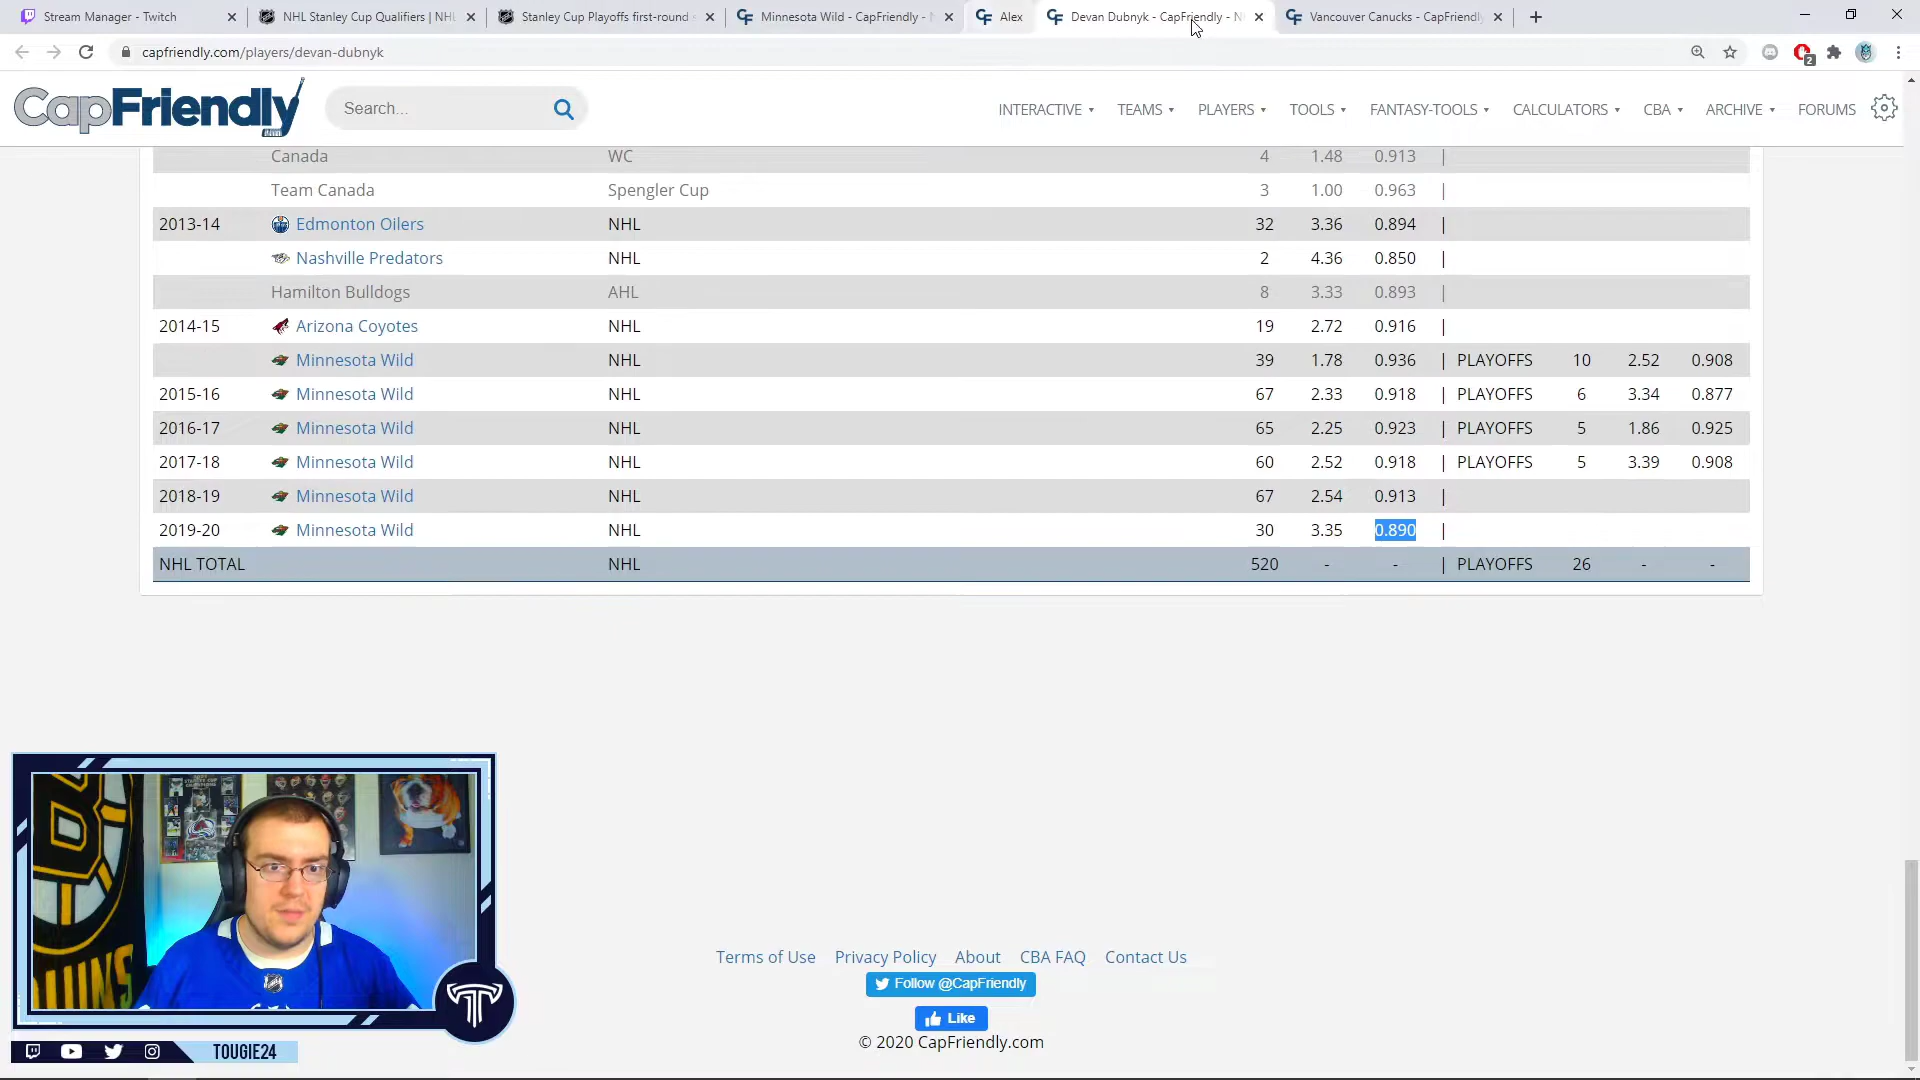 Stream Manager - Twitch
NHL Stanley Cup Qualifiers | NHL
Stanley Cup Playoffs first-round
Minnesota Wild - CapFriendly -
Alex
Devan Dubnyk - CapFriendly - N
Vancouver Canucks - CapFriendly
capfriendly.com/players/devan-dubnyk
2
CapFriendly
Search...
INTERACTIVE
TEAMS
PLAYERS
TOOLS
FANTASY-TOOLS
CALCULATORS
CBA
ARCHIVE
FORUMS
Canada WC 4 1.48 0.913 |
Team Canada Spengler Cup 3 1.00 0.963 |
2013-14 Edmonton Oilers NHL 32 3.36 0.894 |
Nashville Predators NHL 2 4.36 0.850 |
Hamilton Bulldogs AHL 8 3.33 0.893 |
2014-15 Arizona Coyotes NHL 19 2.72 0.916 |
Minnesota Wild NHL 39 1.78 0.936 | PLAYOFFS 10 2.52 0.908
2015-16 Minnesota Wild NHL 67 2.33 0.918 | PLAYOFFS 6 3.34 0.877
2016-17 Minnesota Wild NHL 65 2.25 0.923 | PLAYOFFS 5 1.86 0.925
2017-18 Minnesota Wild NHL 60 2.52 0.918 | PLAYOFFS 5 3.39 0.908
2018-19 Minnesota Wild NHL 67 2.54 0.913 |
2019-20 Minnesota Wild NHL 30 3.35 0.890 |
NHL TOTAL NHL 520 - - | PLAYOFFS 26 - -
Terms of Use Privacy Policy About CBA FAQ Contact Us
Follow @CapFriendly
Like
© 2020 CapFriendly.com
TOUGIE24